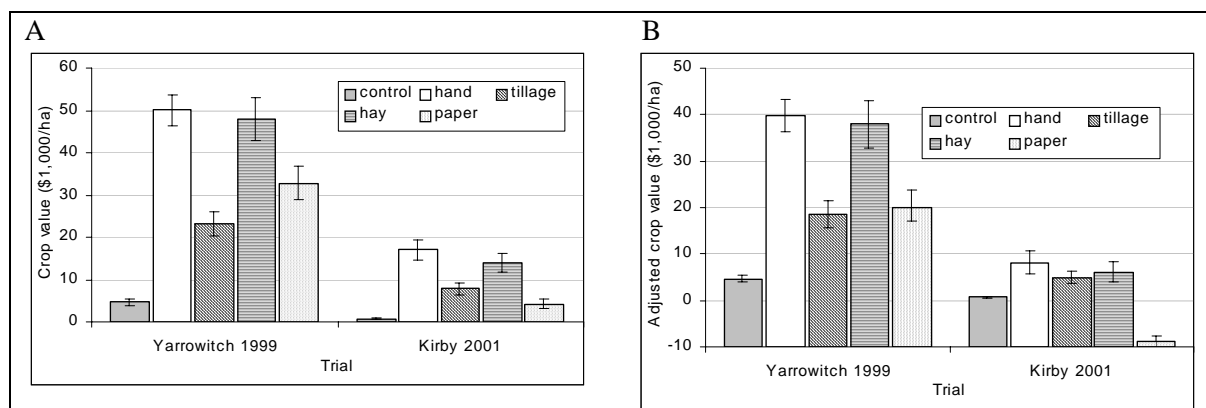 A
Crop value ($1,000/ha)
60
50
40
30
20
10
0
control hand tillage
hay paper
Yarrowitch 1999 Kirby 2001
Trial
B
Adjusted crop value ($1,000/ha)
50
40
30
20
10
0
-10
control hand tillage
hay paper
Yarrowitch 1999 Kirby 2001
Trial